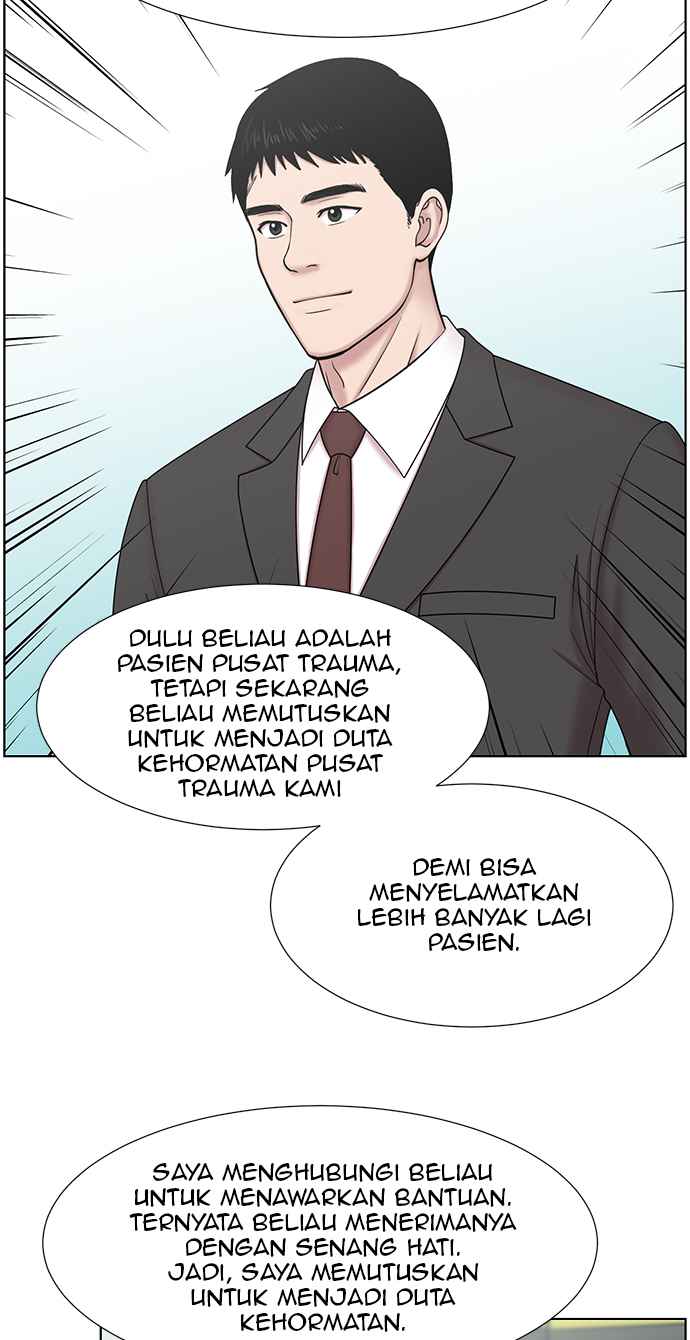 DULU BELIAU ADALAH
PASIEN PUSAT TRAUMA,
TETAPI SEKARANG
BELIAU MEMUTUSKAN
UNTUK MENJADI DUTA
KEHORMATAN PUSAT
TRAUMA KAMI
DEMI BISA
MENYELAMATKAN
LEBIH BANYAK LAGI
PASIEN.
SAYA MENGHUBUNGI BELIAU
UNTUK MENAWARKAN BANTUAN.
TERNYATA BELIAU MENERIMANYA
DENGAN SENANG HATI.
JADI, SAYA MEMUTUSKAN
UNTUK MENJADI DUTA
KEHORMATAN.